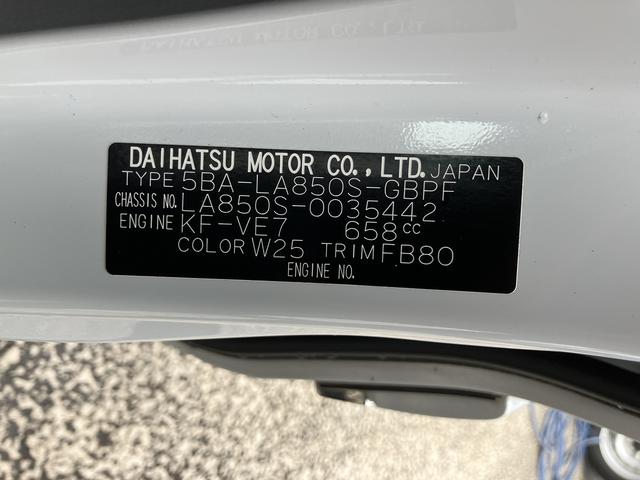 DAIHATSU MOTOR CO., LTD. JAPAN
TYPE 5BA-LA850S-GBPF
CHASSIS NO. LA850S-0035442
ENGINE KF-VE7 658cc
COLOR W25 TRIM FB80
ENGINE NO.